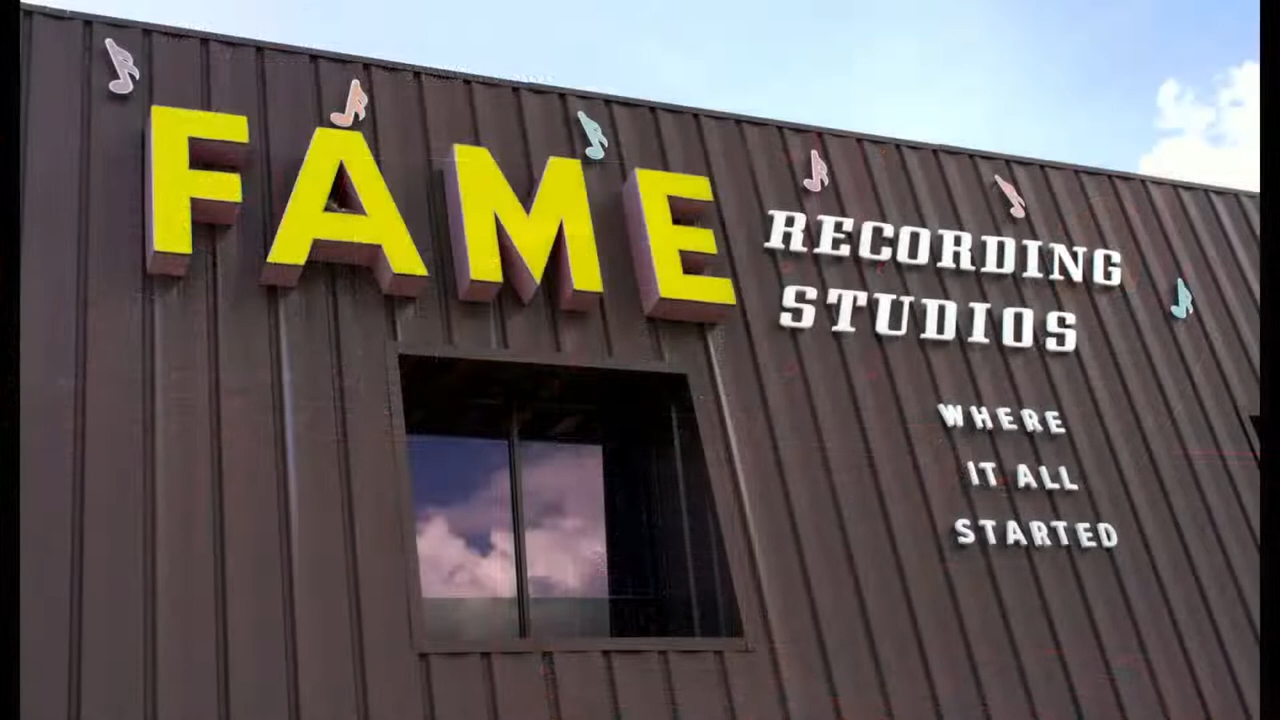 FAME
RECORDING
STUDIOS
WHERE
IT ALL
STARTED